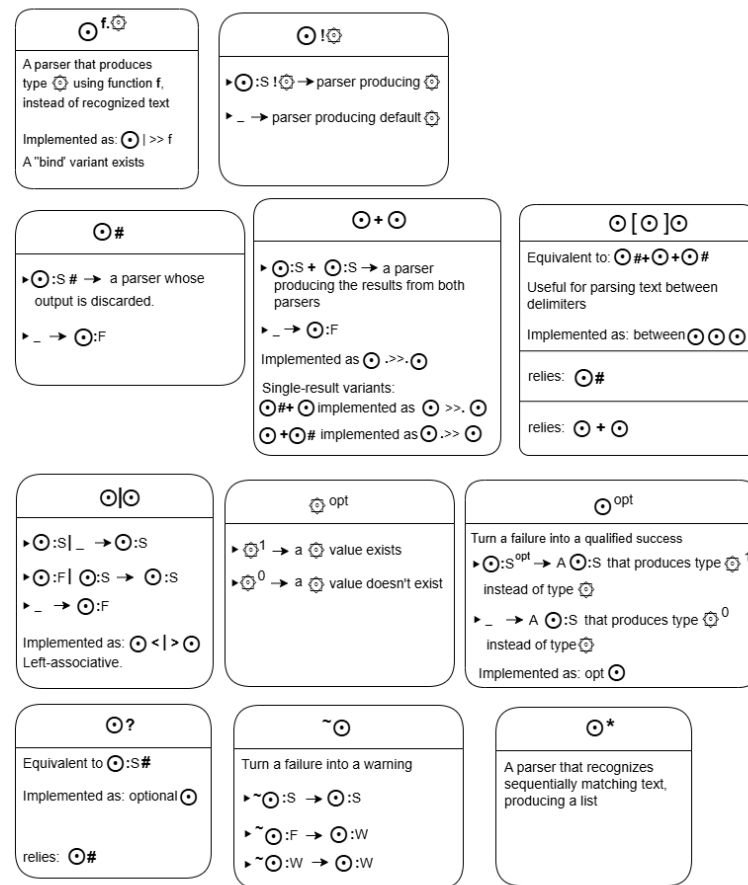 ⊙ f.⚙
A parser that produces
type ⚙ using function f,
instead of recognized text
Implemented as: ⊙ | >> f
A "bind' variant exists
⊙ !⚙
▸⊙:S !⚙ → parser producing ⚙
▸ _ → parser producing default ⚙
⊙#
▸⊙:S # → a parser whose
output is discarded.
▸ _ → ⊙:F
⊙+⊙
▸ ⊙:S + ⊙:S → a parser
producing the results from both
parsers
▸ _ → ⊙:F
Implemented as ⊙ .>>. ⊙
Single-result variants:
⊙#+ ⊙ implemented as ⊙ >>. ⊙
⊙ +⊙# implemented as ⊙ .>> ⊙
⊙ [ ⊙ ]⊙
Equivalent to: ⊙#+⊙+⊙#
Useful for parsing text between
delimiters
Implemented as: between ⊙ ⊙ ⊙
relies: ⊙#
relies: ⊙ + ⊙
⊙|⊙
▸⊙:S| _ → ⊙:S
▸⊙:F| ⊙:S → ⊙:S
▸ _ → ⊙:F
Implemented as: ⊙ <|> ⊙
Left-associative.
⚙ opt
▸⚙1 → a ⚙ value exists
▸⚙0 → a ⚙ value doesn't exist
⊙opt
Turn a failure into a qualified success
▸⊙:Sopt → A ⊙:S that produces type ⚙1
instead of type ⚙
▸ _ → A ⊙:S that produces type ⚙0
instead of type ⚙
Implemented as: opt ⊙
⊙?
Equivalent to ⊙:S#
Implemented as: optional ⊙
relies: ⊙#
~⊙
Turn a failure into a warning
▸~⊙:S → ⊙:S
▸~⊙:F → ⊙:W
▸~⊙:W → ⊙:W
⊙*
A parser that recognizes
sequentially matching text,
producing a list